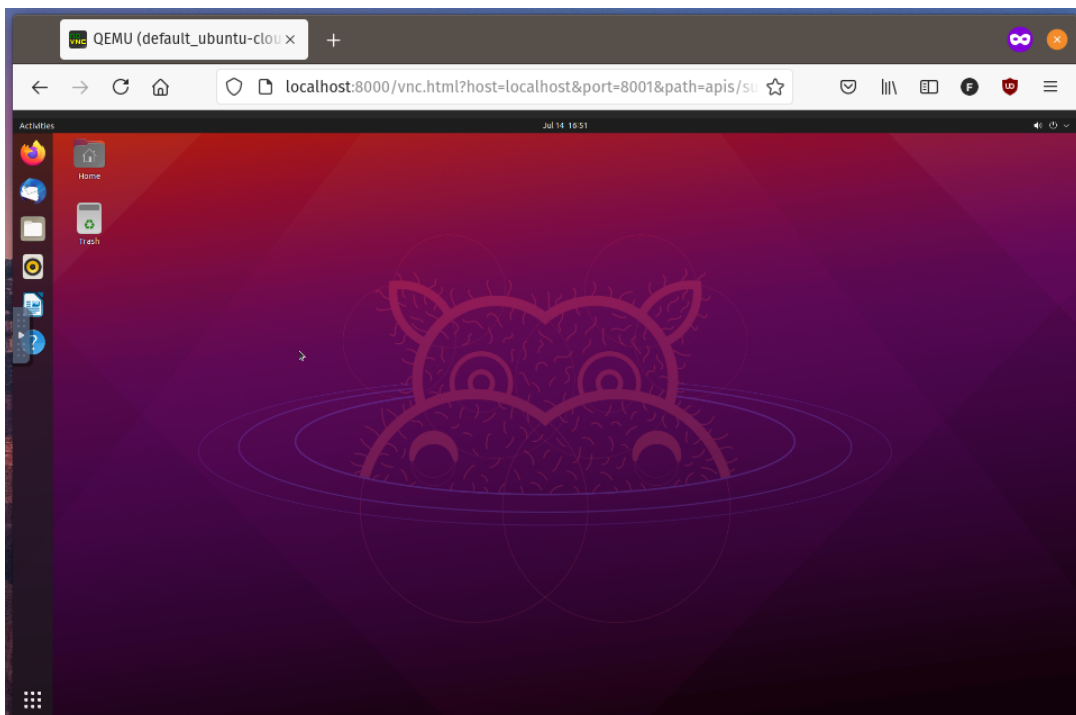 QEMU (default_ubuntu-clou
localhost:8000/vnc.html?host=localhost&port=8001&path=apis/su
Activities
Jul 14 16:51
Home
Trash